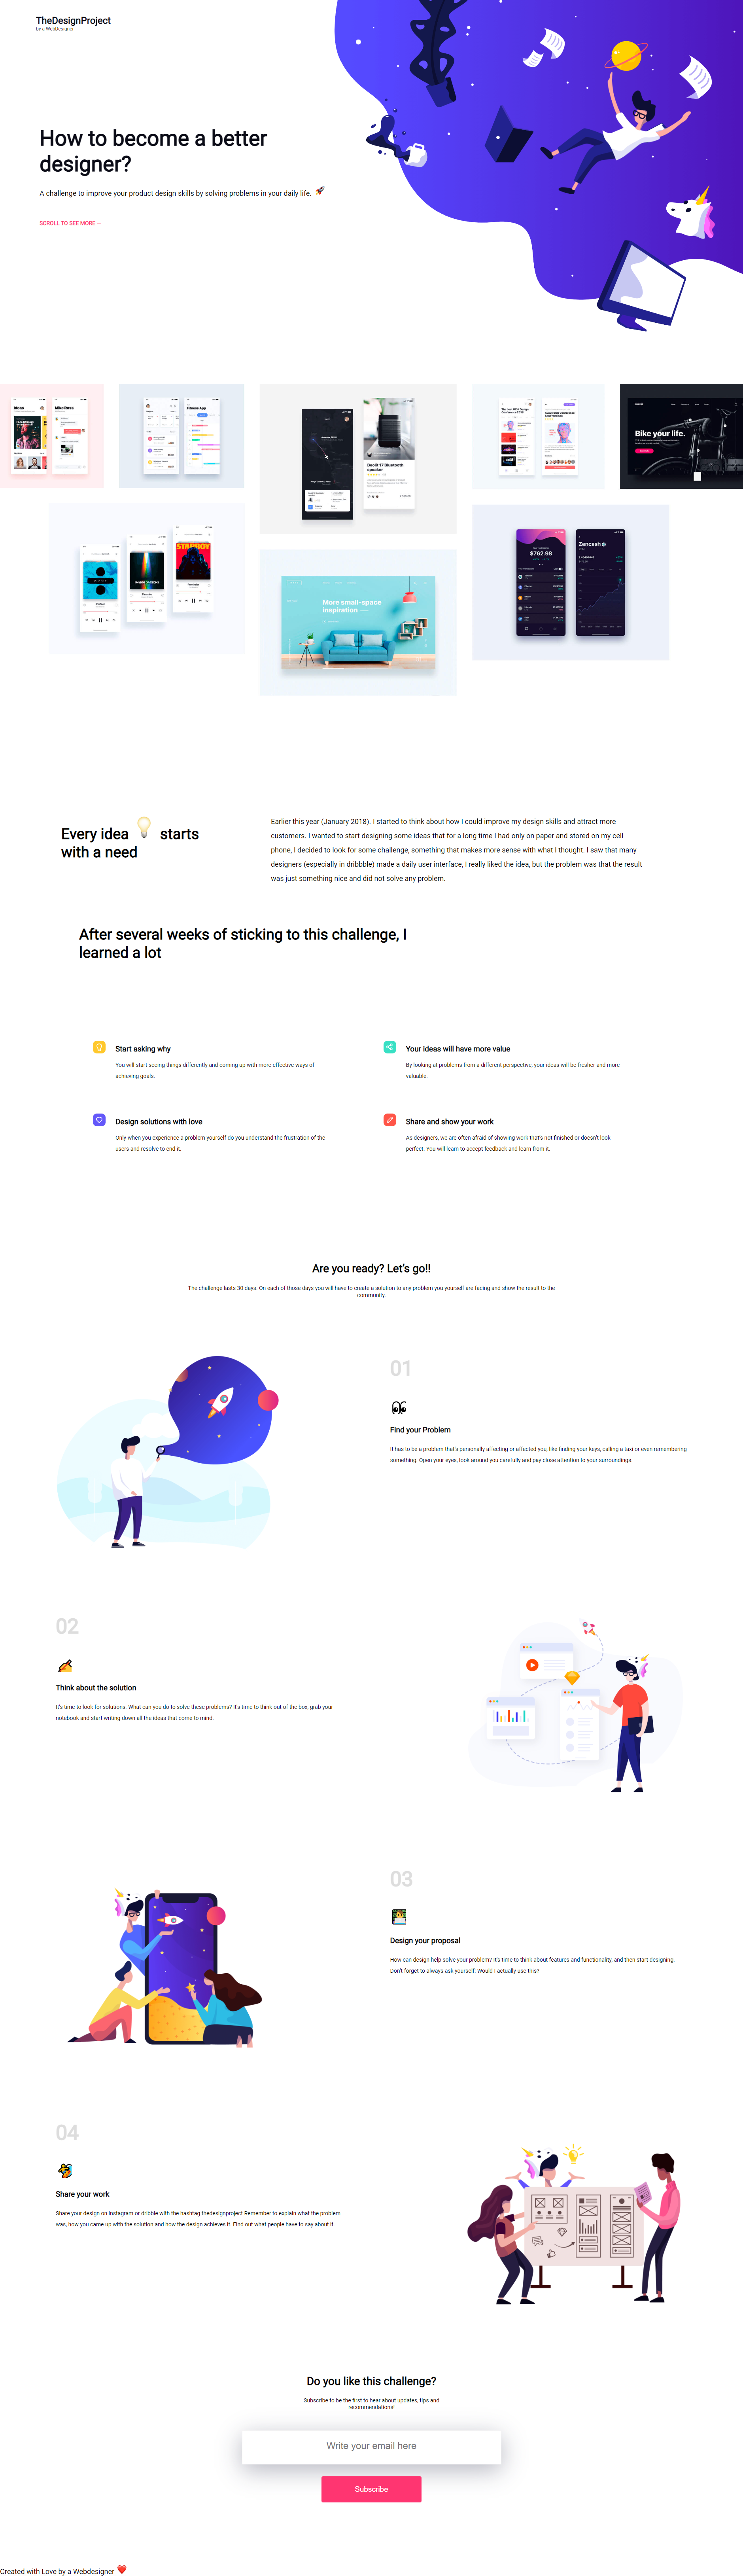 TheDesignProject
by a WebDesigner
How to become a better
designer?
A challenge to improve your product design skills by solving problems in your daily life. 🚀
SCROLL TO SEE MORE —
Ideas
Mike Ross
Fitness App
Beolit 17 Bluetooth
speaker
Bike your life.
STARBOY
More small-space
inspiration
$762.98
Zencash
Every idea 💡 starts
with a need
Earlier this year (January 2018). I started to think about how I could improve my design skills and attract more
customers. I wanted to start designing some ideas that for a long time I had only on paper and stored on my cell
phone, I decided to look for some challenge, something that makes more sense with what I thought. I saw that many
designers (especially in dribbble) made a daily user interface, I really liked the idea, but the problem was that the result
was just something nice and did not solve any problem.
After several weeks of sticking to this challenge, I
learned a lot
Start asking why
You will start seeing things differently and coming up with more effective ways of
achieving goals.
Your ideas will have more value
By looking at problems from a different perspective, your ideas will be fresher and more
valuable.
Design solutions with love
Only when you experience a problem yourself do you understand the frustration of the
users and resolve to end it.
Share and show your work
As designers, we are often afraid of showing work that's not finished or doesn't look
perfect. You will learn to accept feedback and learn from it.
Are you ready? Let's go!!
The challenge lasts 30 days. On each of those days you will have to create a solution to any problem you yourself are facing and show the result to the
community.
01
Find your Problem
It has to be a problem that's personally affecting or affected you, like finding your keys, calling a taxi or even remembering
something. Open your eyes, look around you carefully and pay close attention to your surroundings.
02
Think about the solution
It's time to look for solutions. What can you do to solve these problems? It's time to think out of the box, grab your
notebook and start writing down all the ideas that come to mind.
03
Design your proposal
How can design help solve your problem? It's time to think about features and functionality, and then start designing.
Don't forget to always ask yourself: Would I actually use this?
04
Share your work
Share your design on instagram or dribble with the hashtag thedesignproject Remember to explain what the problem
was, how you came up with the solution and how the design achieves it. Find out what people have to say about it.
Do you like this challenge?
Subscribe to be the first to hear about updates, tips and
recommendations!
Write your email here
Subscribe
Created with Love by a Webdesigner ❤️